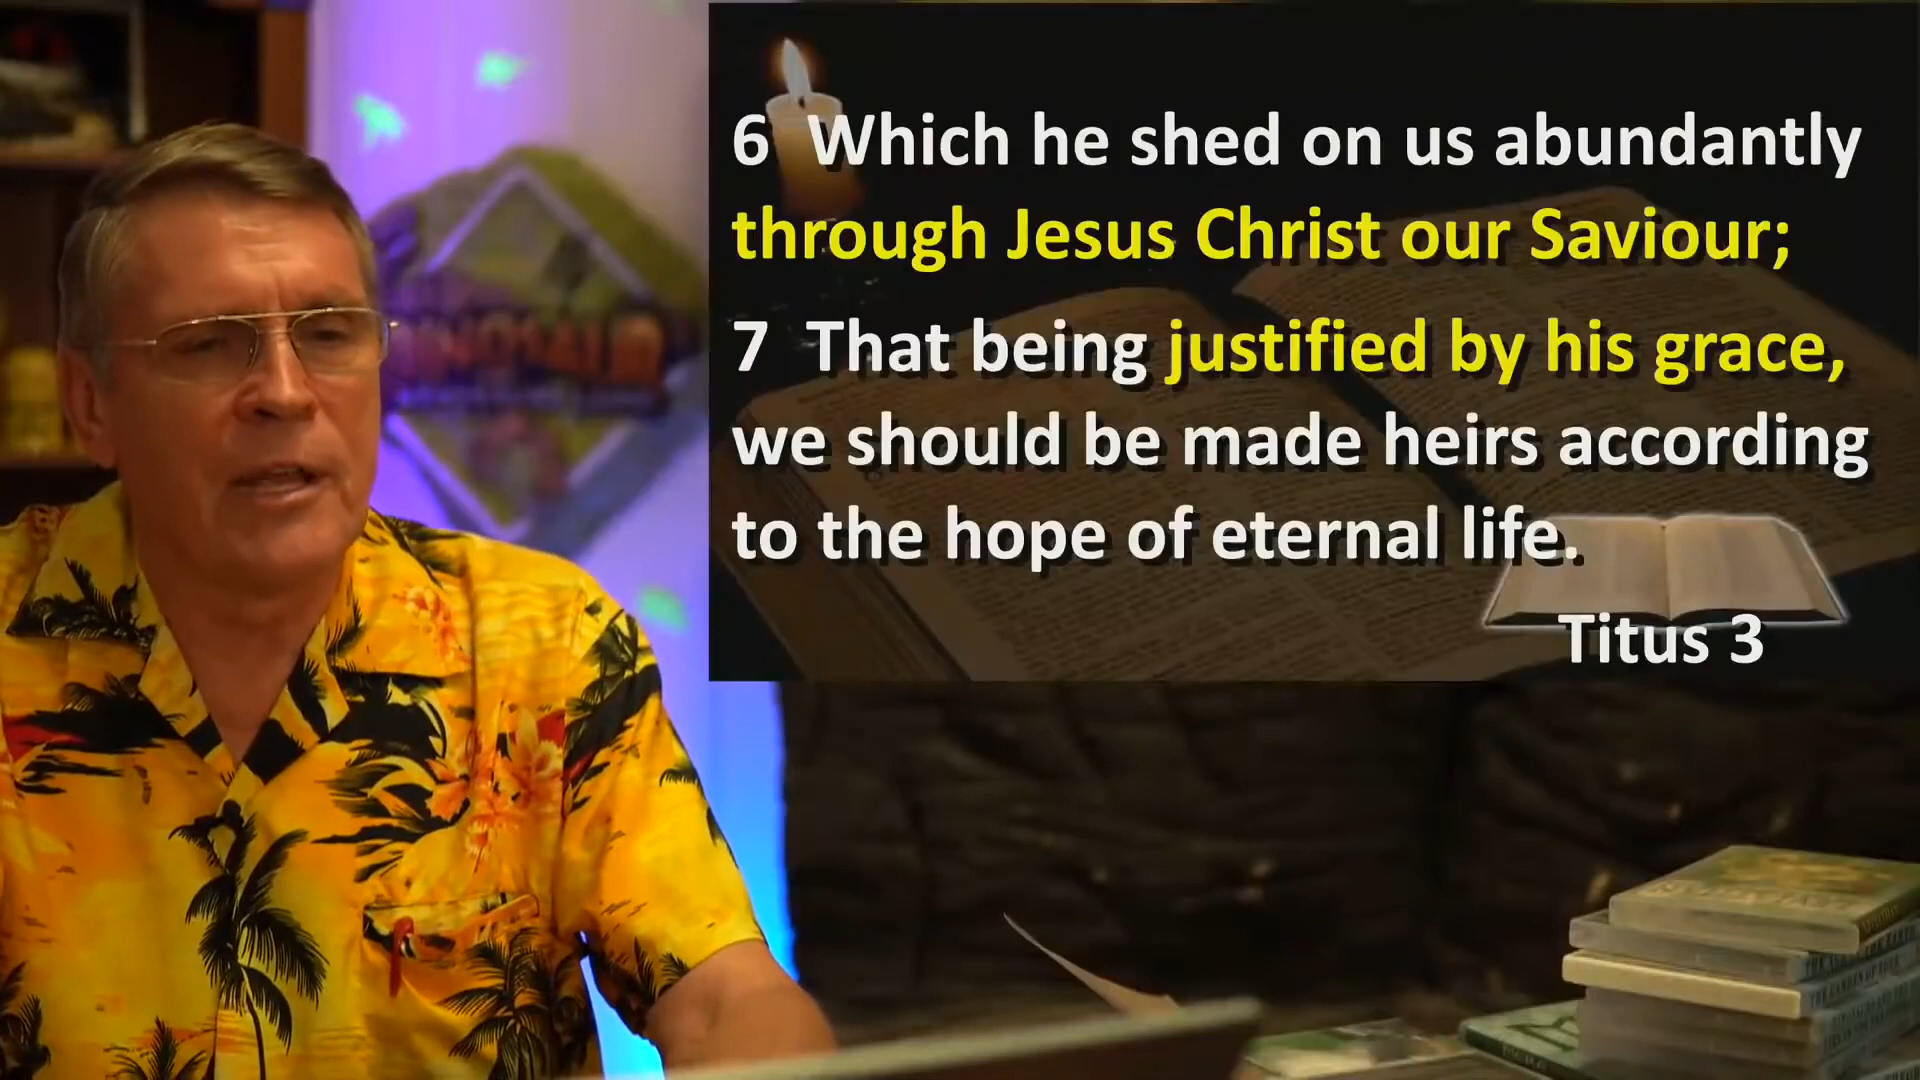 6 Which he shed on us abundantly
through Jesus Christ our Saviour;
7 That being justified by his grace,
we should be made heirs according
to the hope of eternal life.
Titus 3